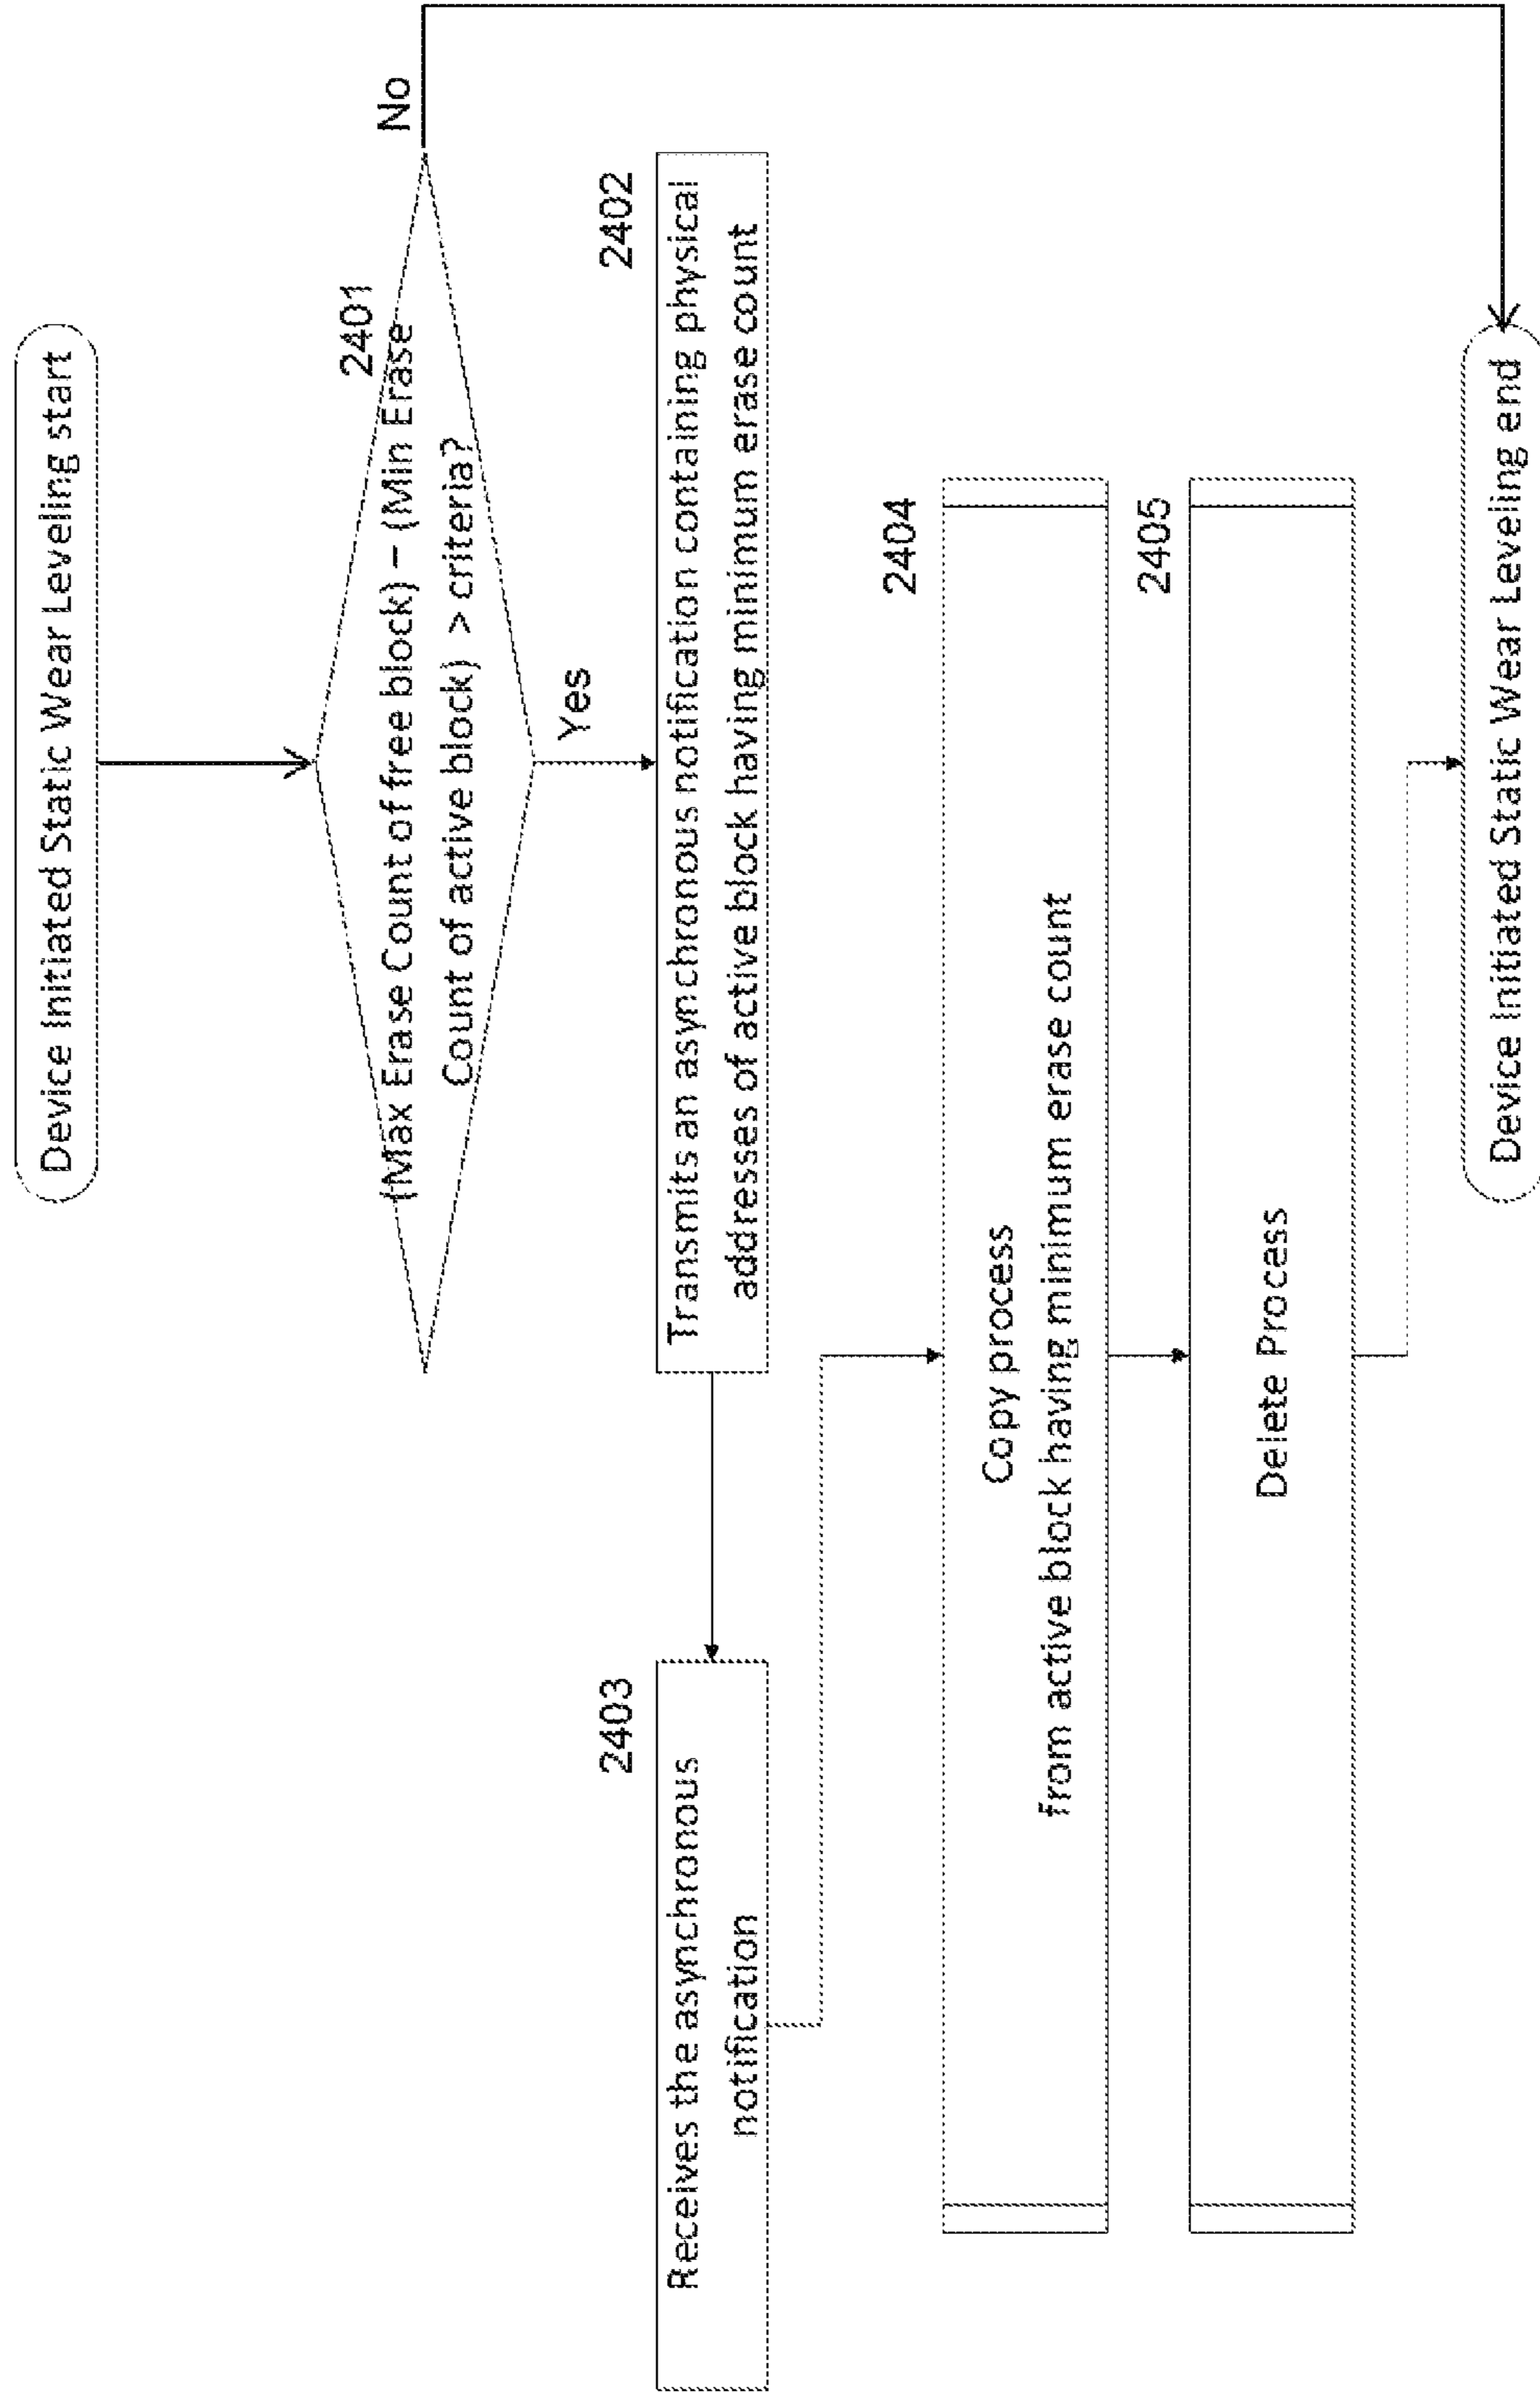 Device Initiated Static Wear Leveling start
2401
(Max Erase Count of free block) – (Min Erase
Count of active block) > criteria?
No
Yes
2402
Transmits an asynchronous notification containing physical
addresses of active block having minimum erase count
2403
Receives the asynchronous
notification
2404
Copy process
from active block having minimum erase count
2405
Delete Process
Device Initiated Static Wear Leveling end